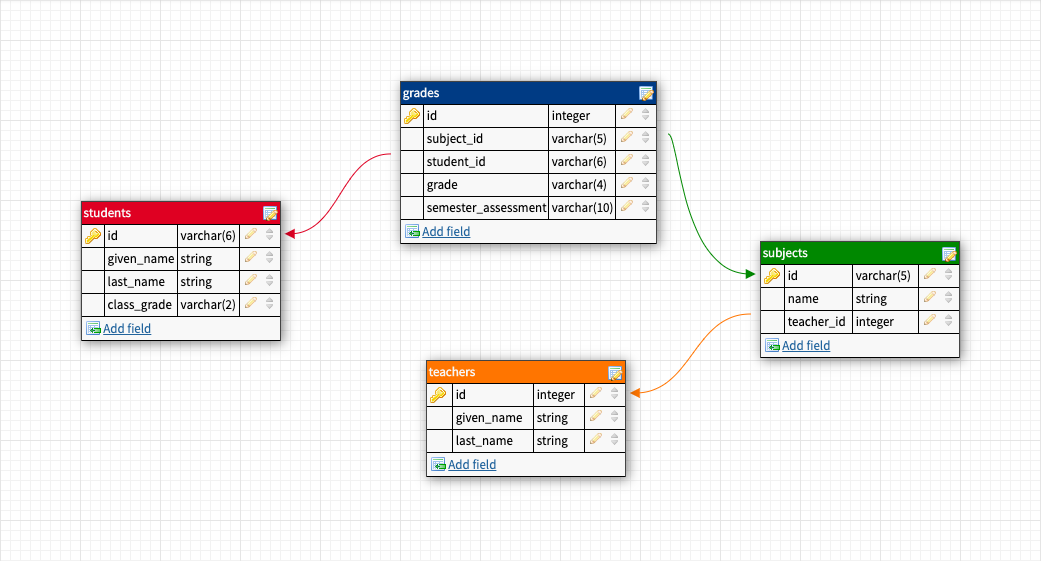 grades
id integer
subject_id varchar(5)
student_id varchar(6)
grade varchar(4)
semester_assessment varchar(10)
Add field
students
id varchar(6)
given_name string
last_name string
class_grade varchar(2)
Add field
subjects
id varchar(5)
name string
teacher_id integer
Add field
teachers
id integer
given_name string
last_name string
Add field